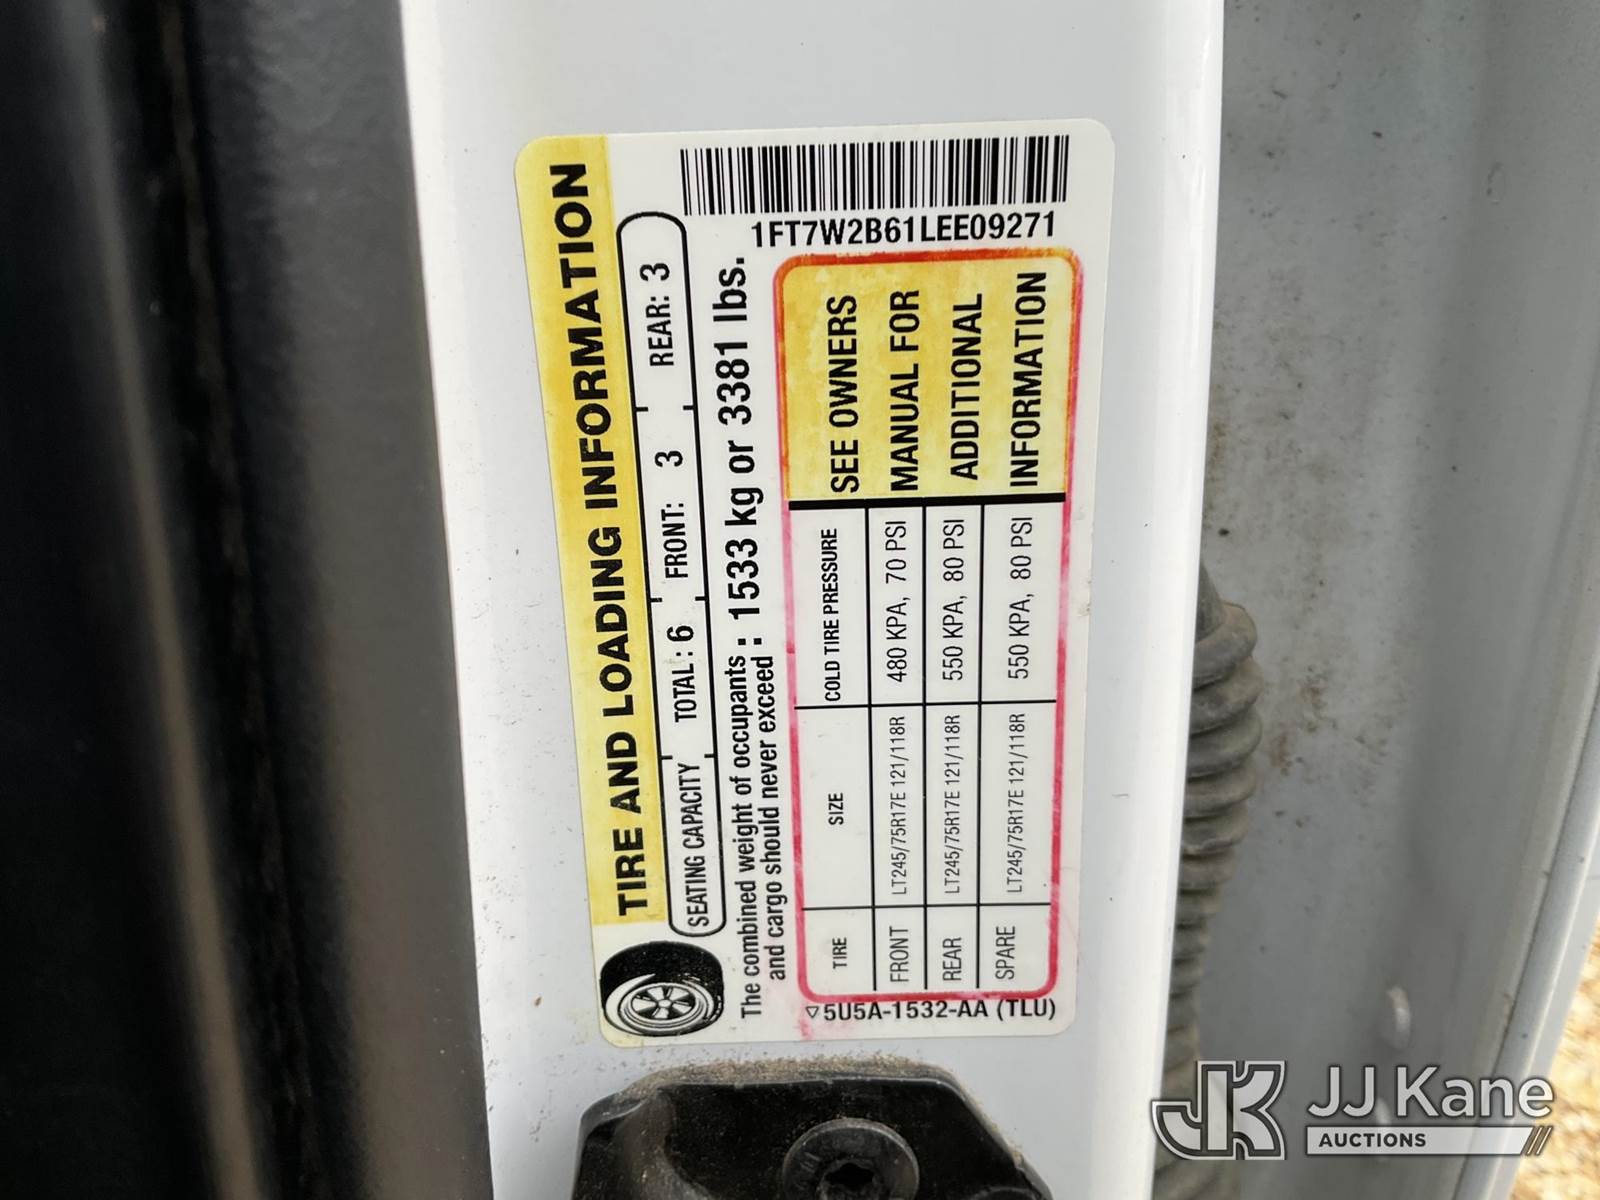 TIRE AND LOADING INFORMATION
SEATING CAPACITY TOTAL : 6 FRONT: 3 REAR: 3
The combined weight of occupants
and cargo should never exceed : 1533 kg or 3381 lbs.
1FT7W2B61LEE09271
TIRE SIZE COLD TIRE PRESSURE
FRONT LT245/75R17E 121/118R 480 KPA, 70 PSI
REAR LT245/75R17E 121/118R 550 KPA, 80 PSI
SPARE LT245/75R17E 121/118R 550 KPA, 80 PSI
SEE OWNERS
MANUAL FOR
ADDITIONAL
INFORMATION
5U5A-1532-AA (TLU)
JK JJ Kane
AUCTIONS